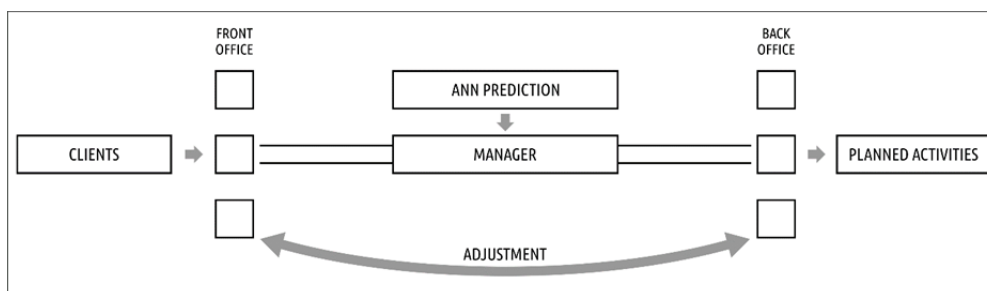 FRONT
OFFICE
BACK
OFFICE
ANN PREDICTION
CLIENTS
MANAGER
PLANNED ACTIVITIES
ADJUSTMENT